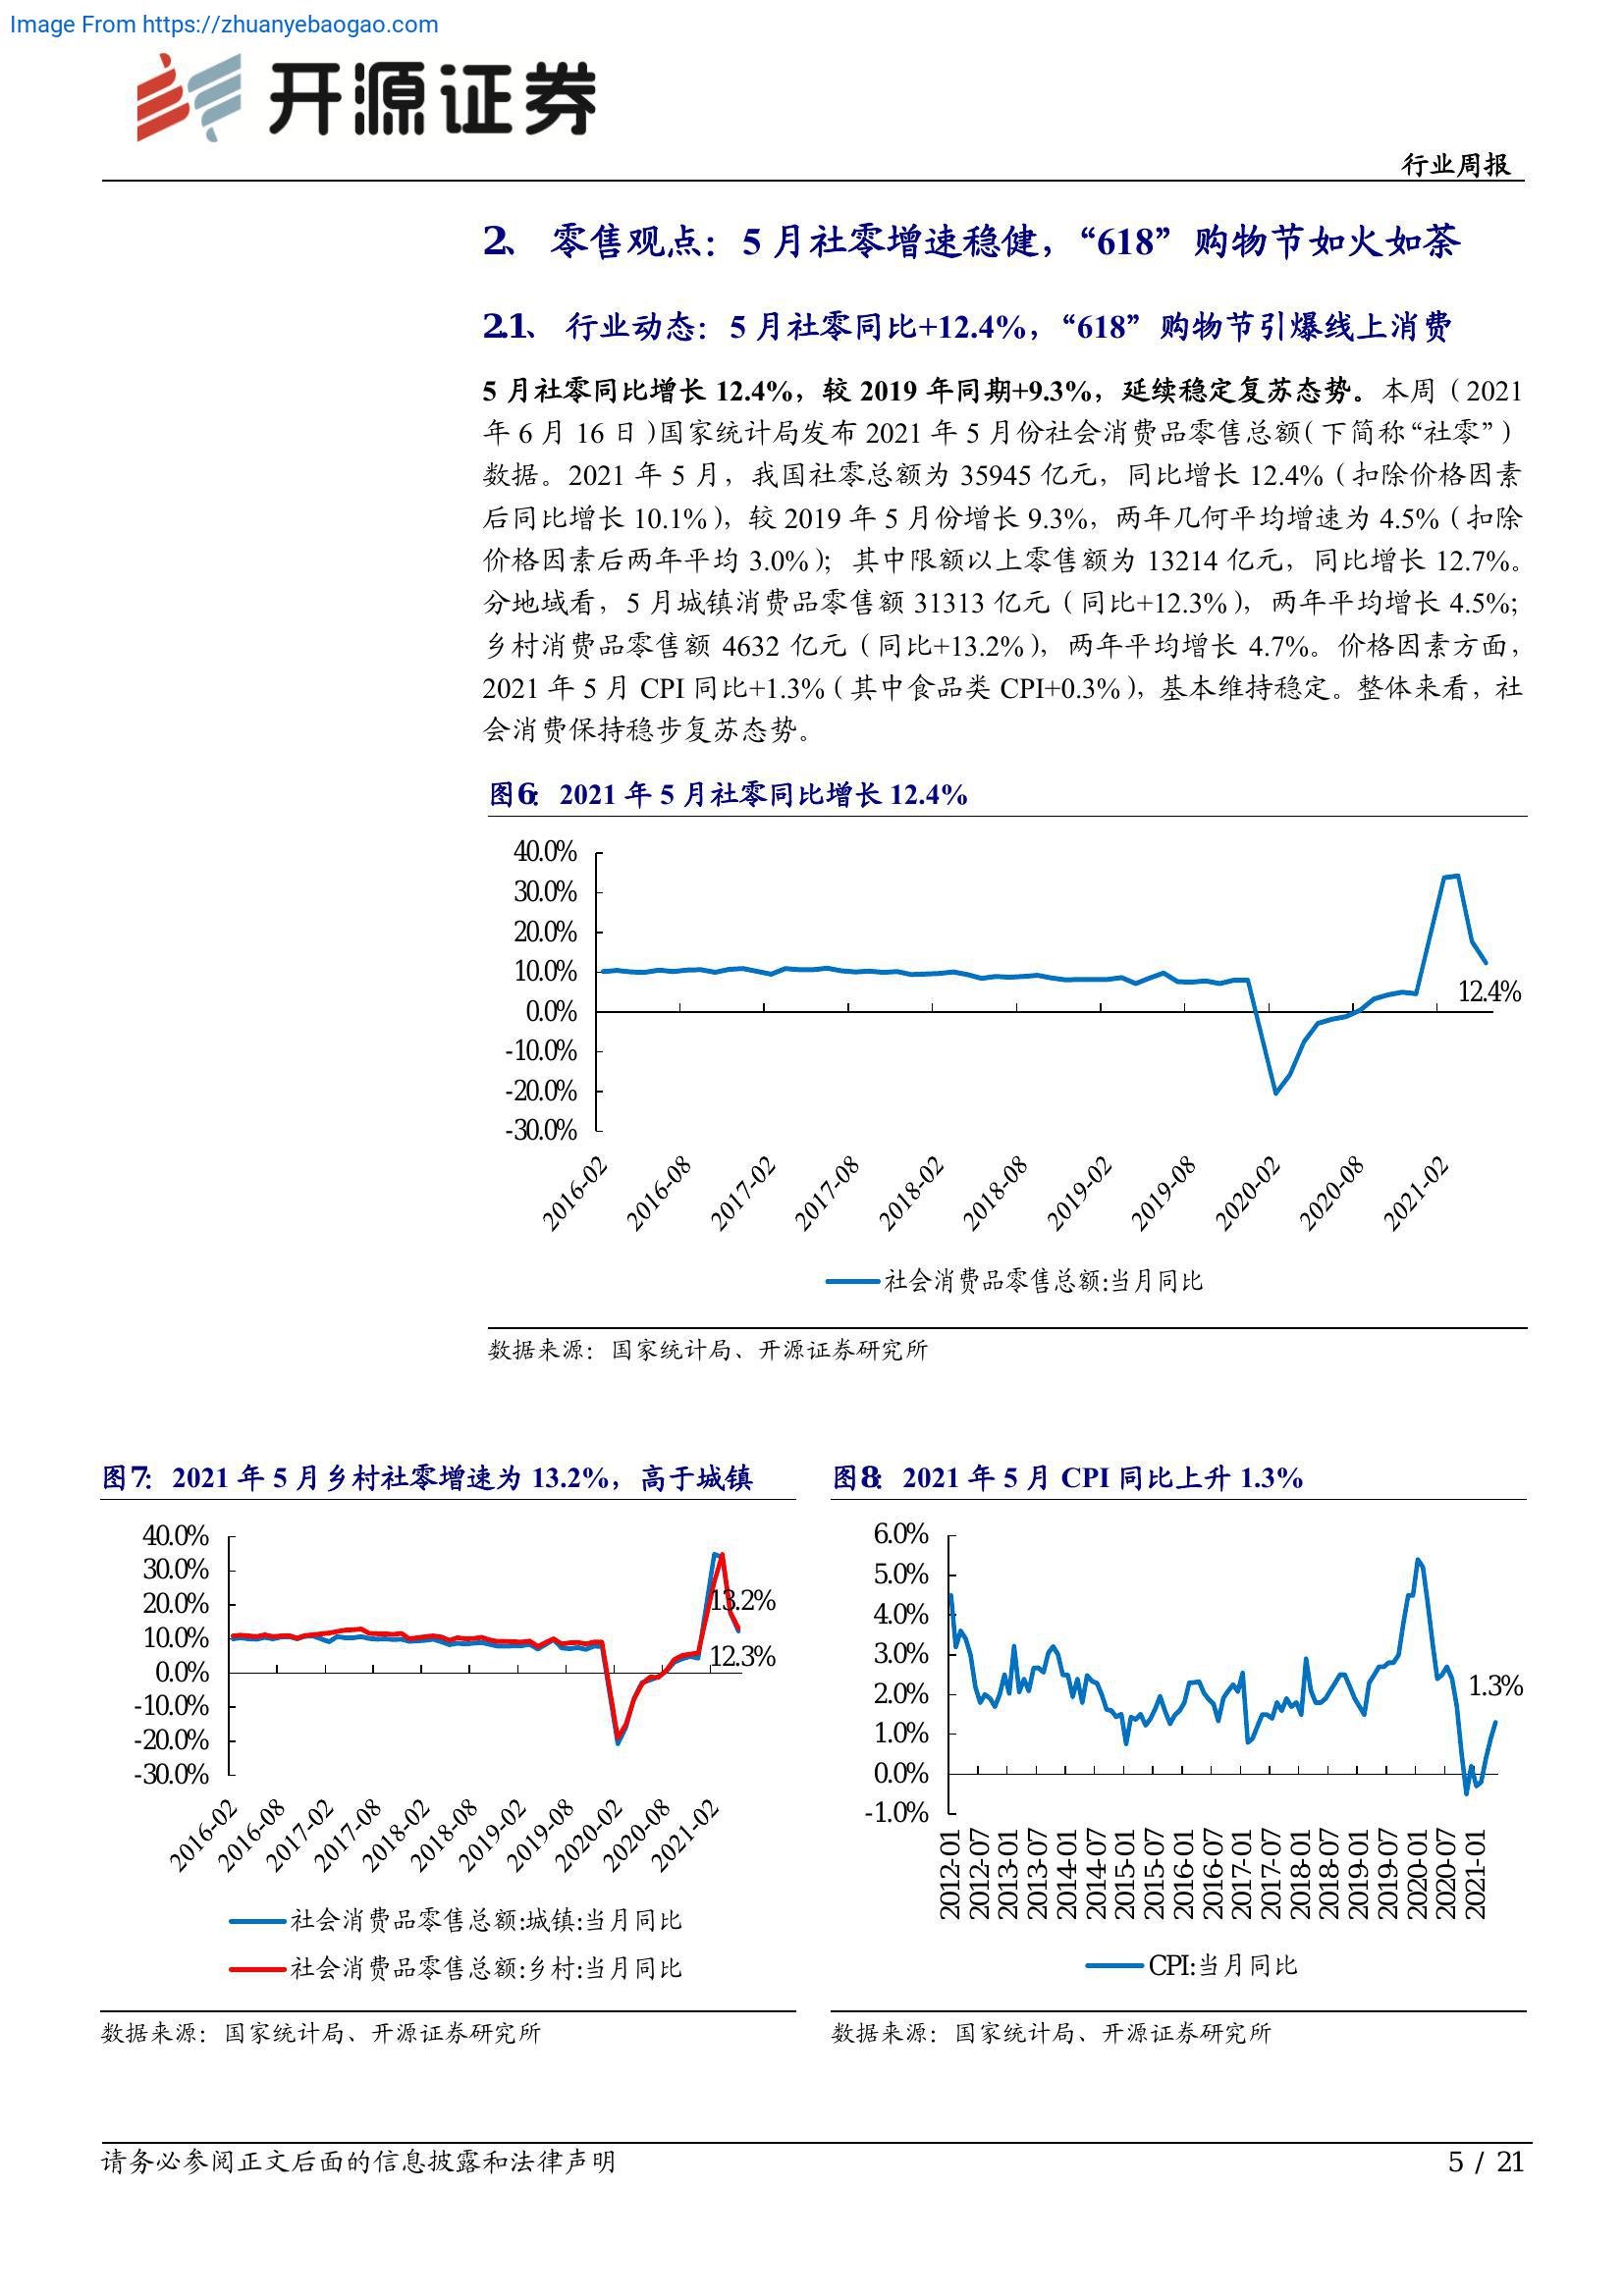 Image From https://zhuanyebaogao.com
开源证券
行业周报
2、 零售观点：5 月社零增速稳健，“618”购物节如火如荼
2.1、 行业动态：5 月社零同比+12.4%，“618”购物节引爆线上消费
5 月社零同比增长 12.4%，较 2019 年同期+9.3%，延续稳定复苏态势。本周（2021
年 6 月 16 日）国家统计局发布 2021 年 5 月份社会消费品零售总额（下简称“社零”）
数据。2021 年 5 月，我国社零总额为 35945 亿元，同比增长 12.4%（扣除价格因素
后同比增长 10.1%），较 2019 年 5 月份增长 9.3%，两年几何平均增速为 4.5%（扣除
价格因素后两年平均 3.0%）；其中限额以上零售额为 13214 亿元，同比增长 12.7%。
分地域看，5 月城镇消费品零售额 31313 亿元（同比+12.3%），两年平均增长 4.5%；
乡村消费品零售额 4632 亿元（同比+13.2%），两年平均增长 4.7%。价格因素方面，
2021 年 5 月 CPI 同比+1.3%（其中食品类 CPI+0.3%），基本维持稳定。整体来看，社
会消费保持稳步复苏态势。
图6： 2021 年 5 月社零同比增长 12.4%
40.0%
30.0%
20.0%
10.0%
0.0%
-10.0%
-20.0%
-30.0%
12.4%
2016-02 2016-08 2017-02 2017-08 2018-02 2018-08 2019-02 2019-08 2020-02 2020-08 2021-02
社会消费品零售总额:当月同比
数据来源：国家统计局、开源证券研究所
图7： 2021 年 5 月乡村社零增速为 13.2%，高于城镇
40.0%
30.0%
20.0%
10.0%
0.0%
-10.0%
-20.0%
-30.0%
13.2%
12.3%
2016-02 2016-08 2017-02 2017-08 2018-02 2018-08 2019-02 2019-08 2020-02 2020-08 2021-02
社会消费品零售总额:城镇:当月同比
社会消费品零售总额:乡村:当月同比
数据来源：国家统计局、开源证券研究所
图8： 2021 年 5 月 CPI 同比上升 1.3%
6.0%
5.0%
4.0%
3.0%
2.0%
1.0%
0.0%
-1.0%
1.3%
2012-01 2012-07 2013-01 2013-07 2014-01 2014-07 2015-01 2015-07 2016-01 2016-07 2017-01 2017-07 2018-01 2018-07 2019-01 2019-07 2020-01 2020-07 2021-01
CPI:当月同比
数据来源：国家统计局、开源证券研究所
请务必参阅正文后面的信息披露和法律声明
5 / 21